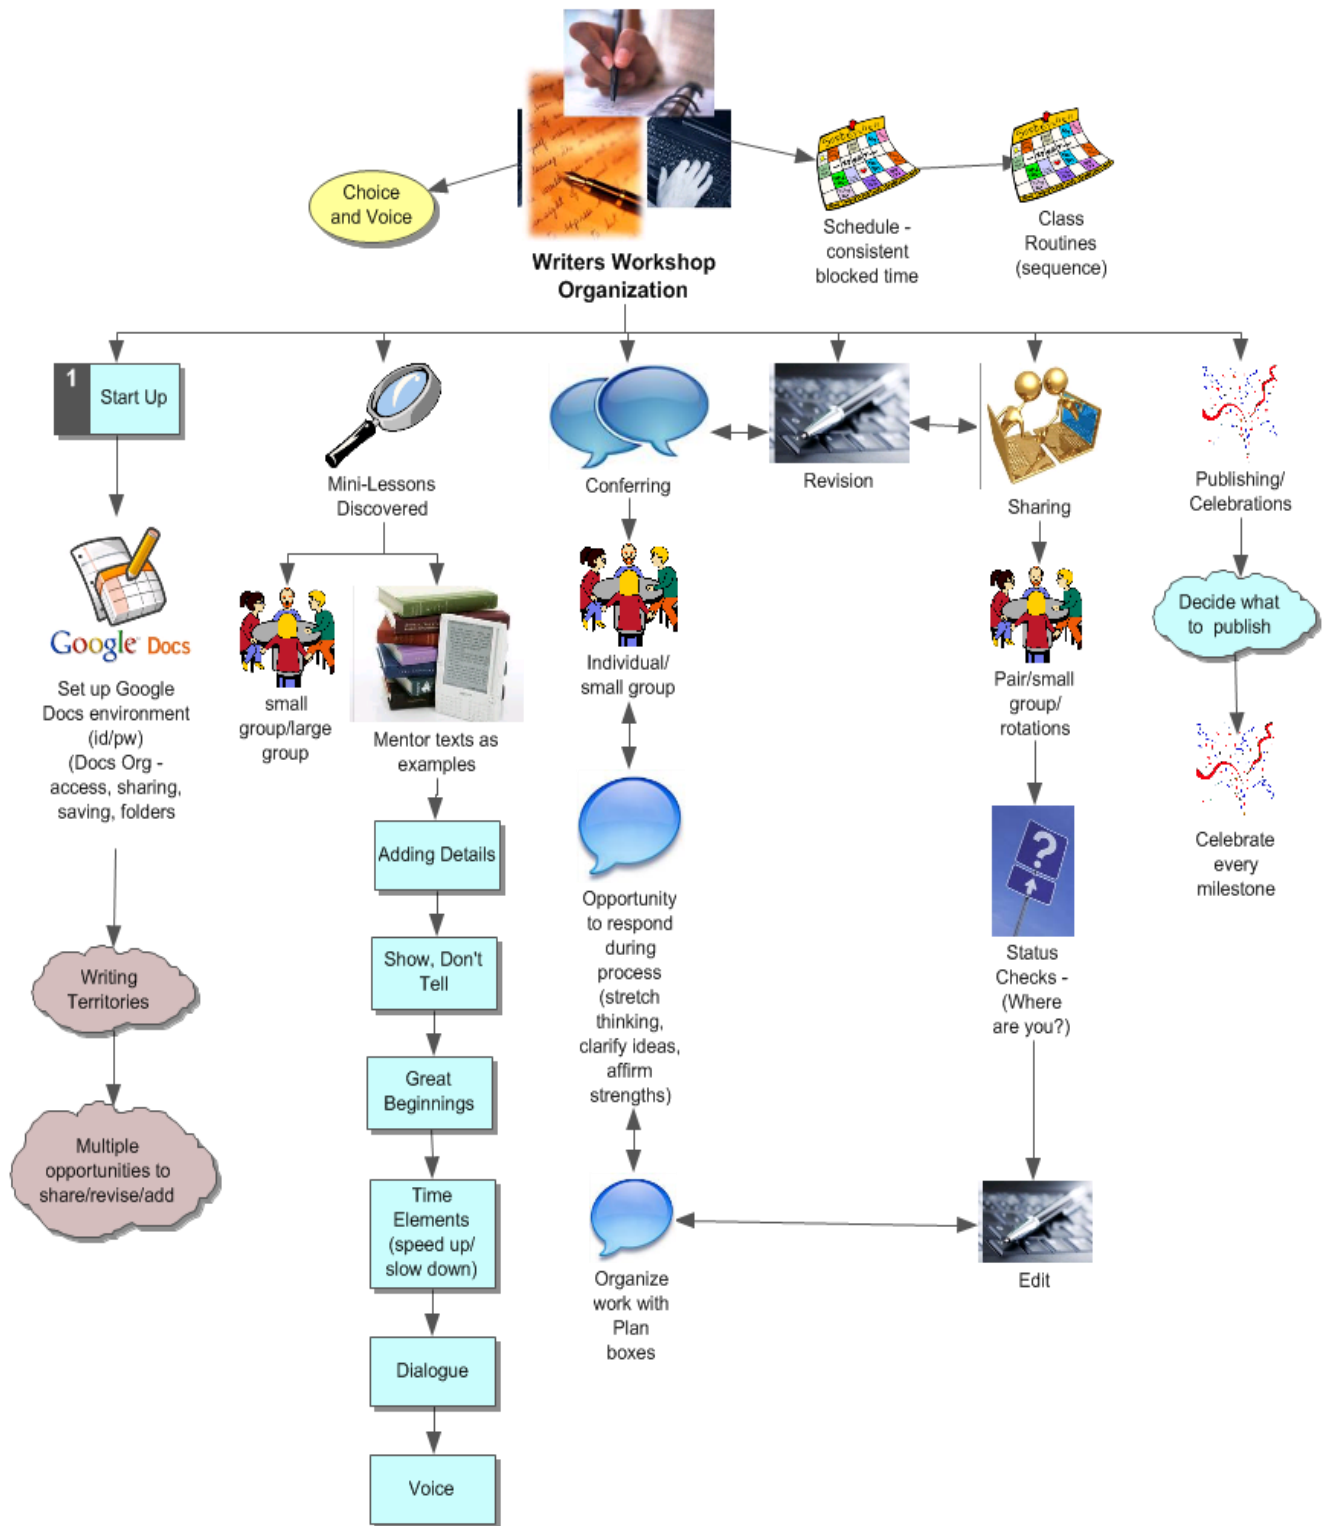 Choice
and Voice
Writers Workshop
Organization
Schedule -
consistent
blocked time
Class
Routines
(sequence)
1
Start Up
Google Docs
Set up Google
Docs environment
(id/pw)
(Docs Org -
access, sharing,
saving, folders
Writing
Territories
Multiple
opportunities to
share/revise/add
Mini-Lessons
Discovered
small
group/large
group
Mentor texts as
examples
Adding Details
Show, Don't
Tell
Great
Beginnings
Time
Elements
(speed up/
slow down)
Dialogue
Voice
Conferring
Individual/
small group
Opportunity
to respond
during
process
(stretch
thinking,
clarify ideas,
affirm
strengths)
Organize
work with
Plan
boxes
Revision
Sharing
Pair/small
group/
rotations
?
Status
Checks -
(Where
are you?)
Edit
Publishing/
Celebrations
Decide what
to publish
Celebrate
every
milestone